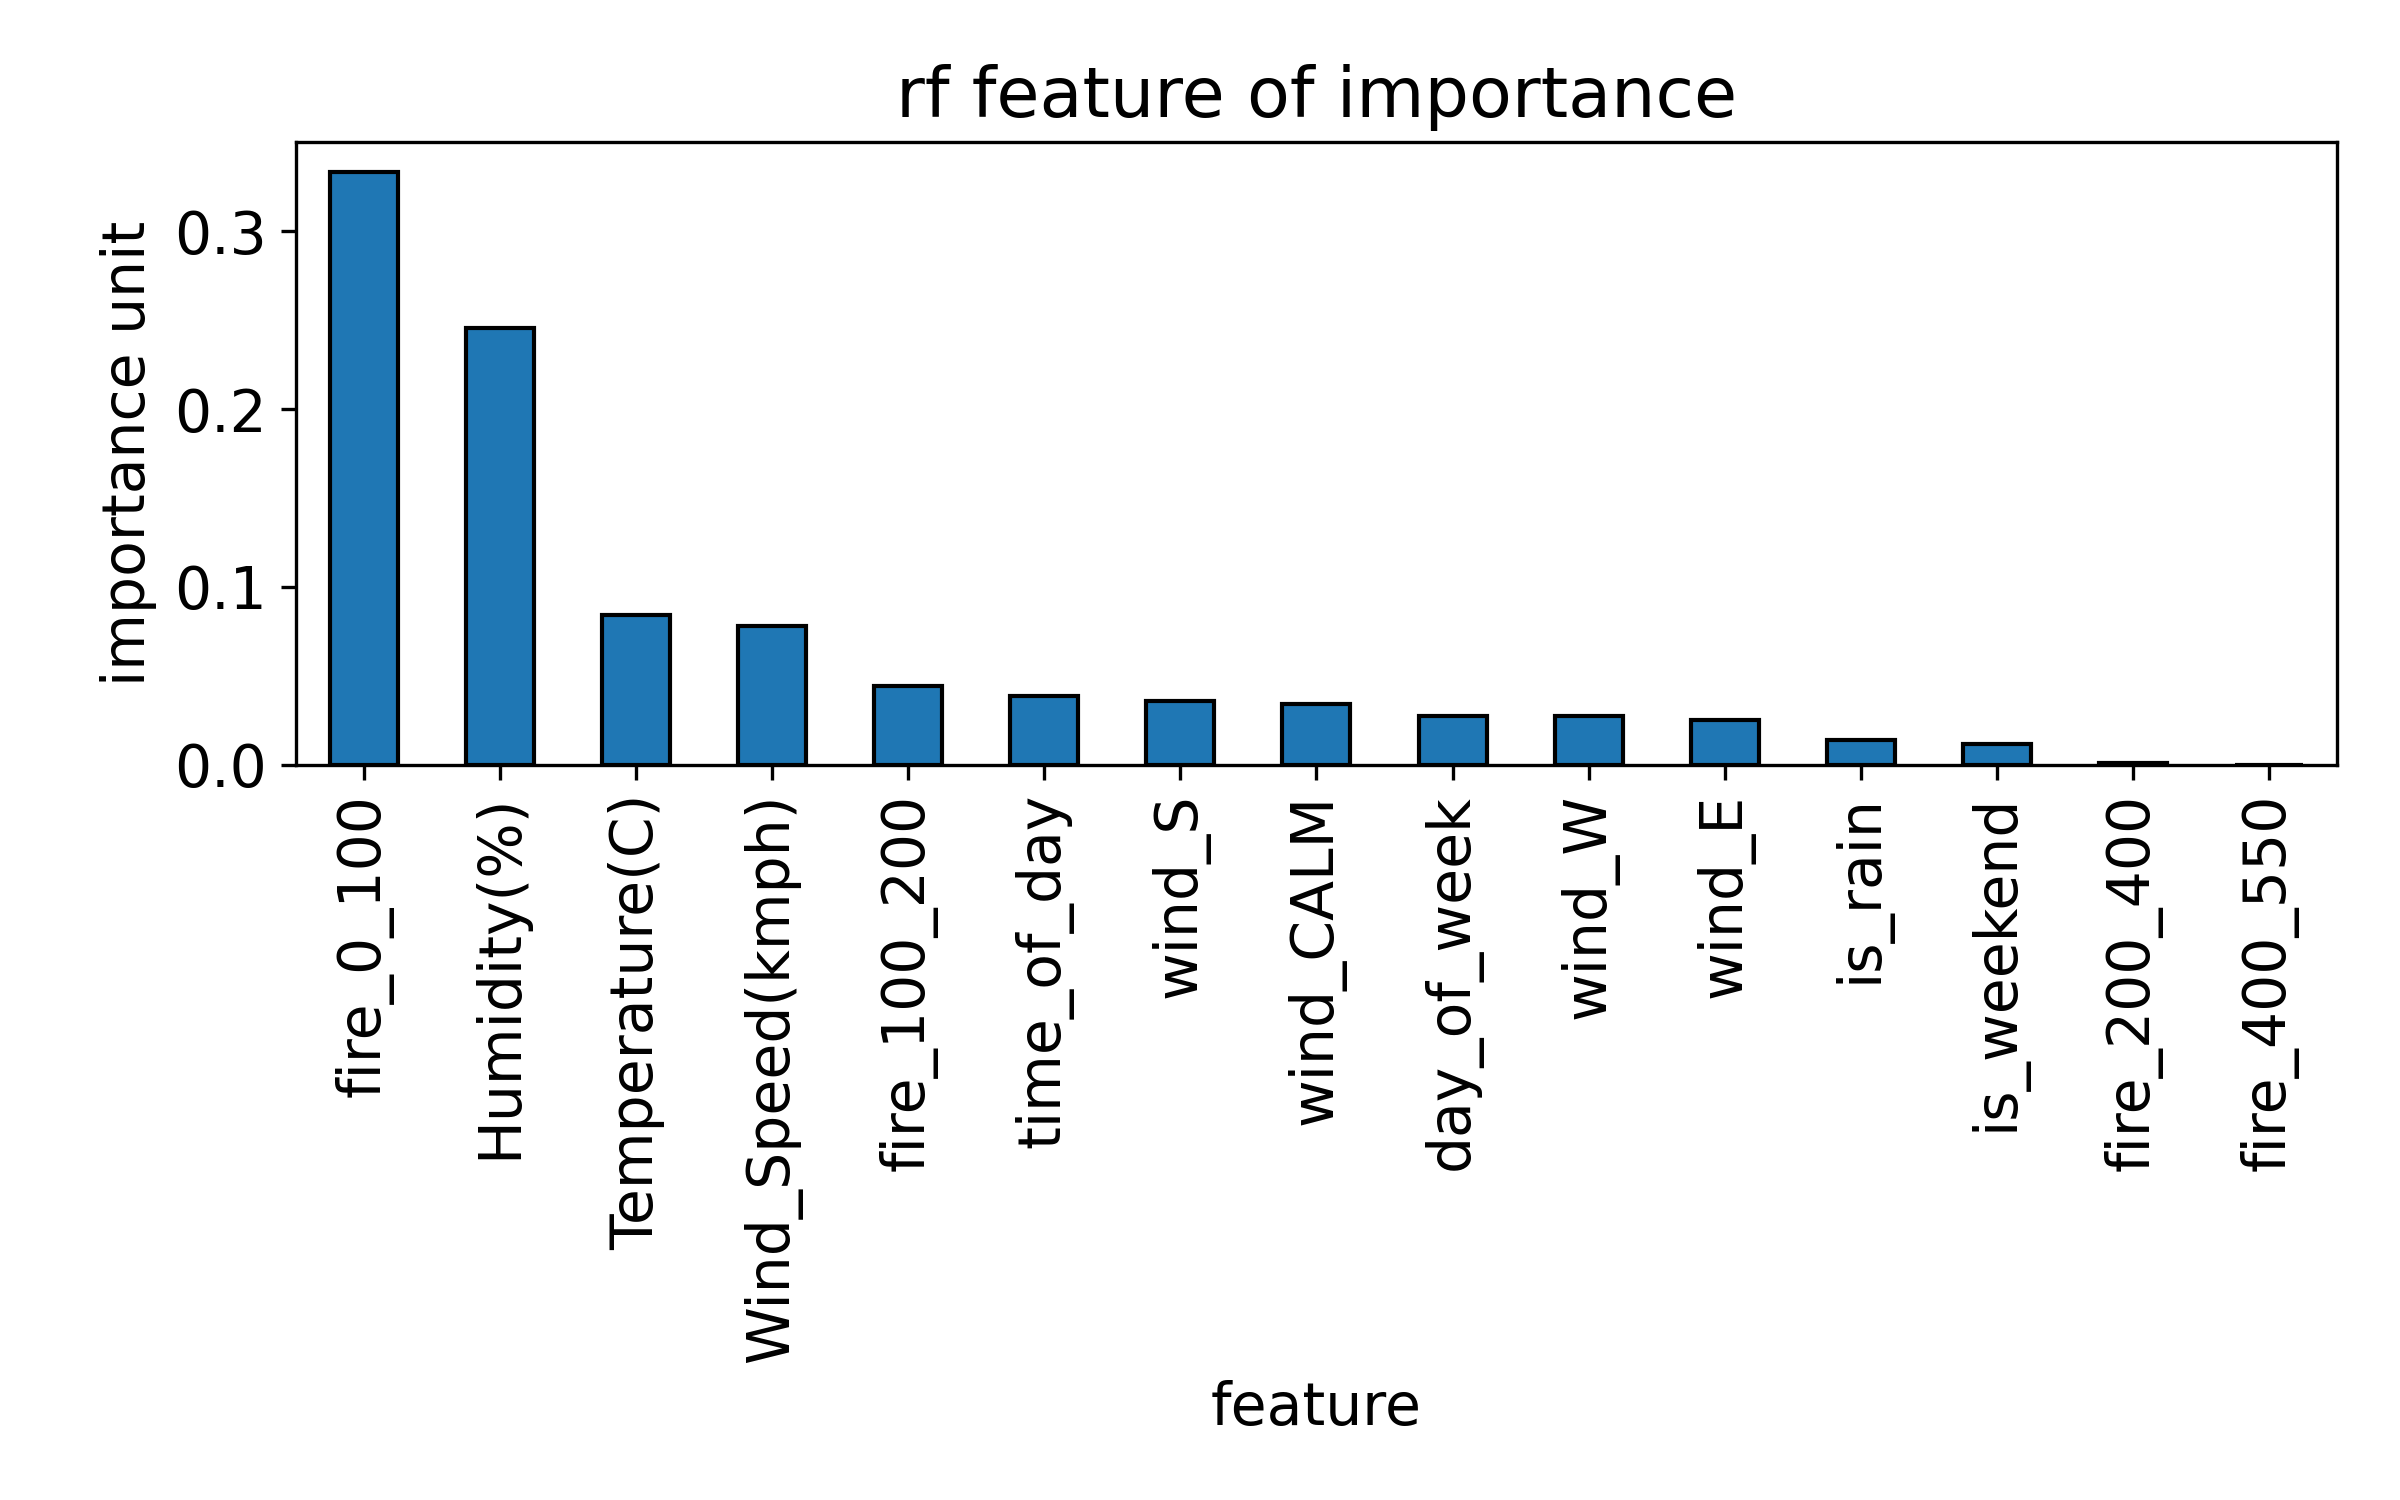 rf feature of importance
importance unit
0.3
0.2
0.1
0.0
fire_0_100
Humidity(%)
Temperature(C)
Wind_Speed(kmph)
fire_100_200
time_of_day
wind_S
wind_CALM
day_of_week
wind_W
wind_E
is_rain
is_weekend
fire_200_400
fire_400_550
feature